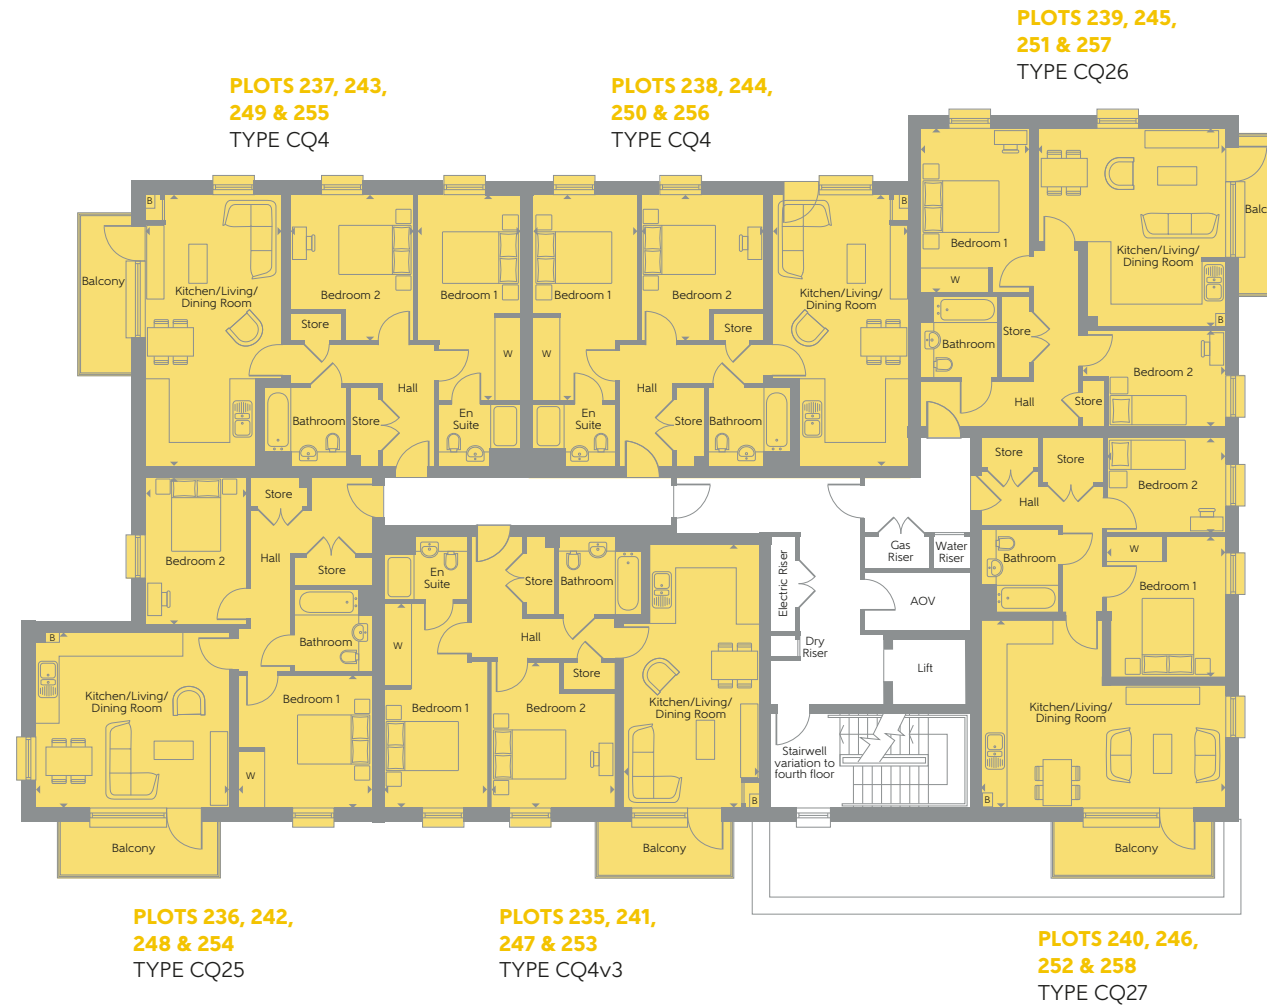 PLOTS 239, 245,
251 & 257
TYPE CQ26
PLOTS 237, 243,
249 & 255
TYPE CQ4
PLOTS 238, 244,
250 & 256
TYPE CQ4
B
Balcony
Kitchen/Living/
Dining Room
Bedroom 2
Bedroom 1
Store
W
Hall
Bathroom
Store
En
Suite
Bedroom 1
Bedroom 2
Kitchen/Living/
Dining Room
B
Store
W
Hall
En
Suite
Store
Bathroom
Bedroom 1
Kitchen/Living/
Dining Room
Balc
W
B
Store
Bathroom
Bedroom 2
Hall
Store
Store
Store
Bedroom 2
Hall
Bathroom
W
Bedroom 1
Kitchen/Living/
Dining Room
B
Balcony
Store
Bedroom 2
Hall
Store
Bathroom
B
Kitchen/Living/
Dining Room
Bedroom 1
W
Balcony
En
Suite
Store
Bathroom
W
Hall
Store
Bedroom 1
Bedroom 2
Kitchen/Living/
Dining Room
B
Balcony
Electric Riser
Gas
Riser
Water
Riser
AOV
Dry
Riser
Lift
Stairwell
variation to
fourth floor
PLOTS 236, 242,
248 & 254
TYPE CQ25
PLOTS 235, 241,
247 & 253
TYPE CQ4v3
PLOTS 240, 246,
252 & 258
TYPE CQ27